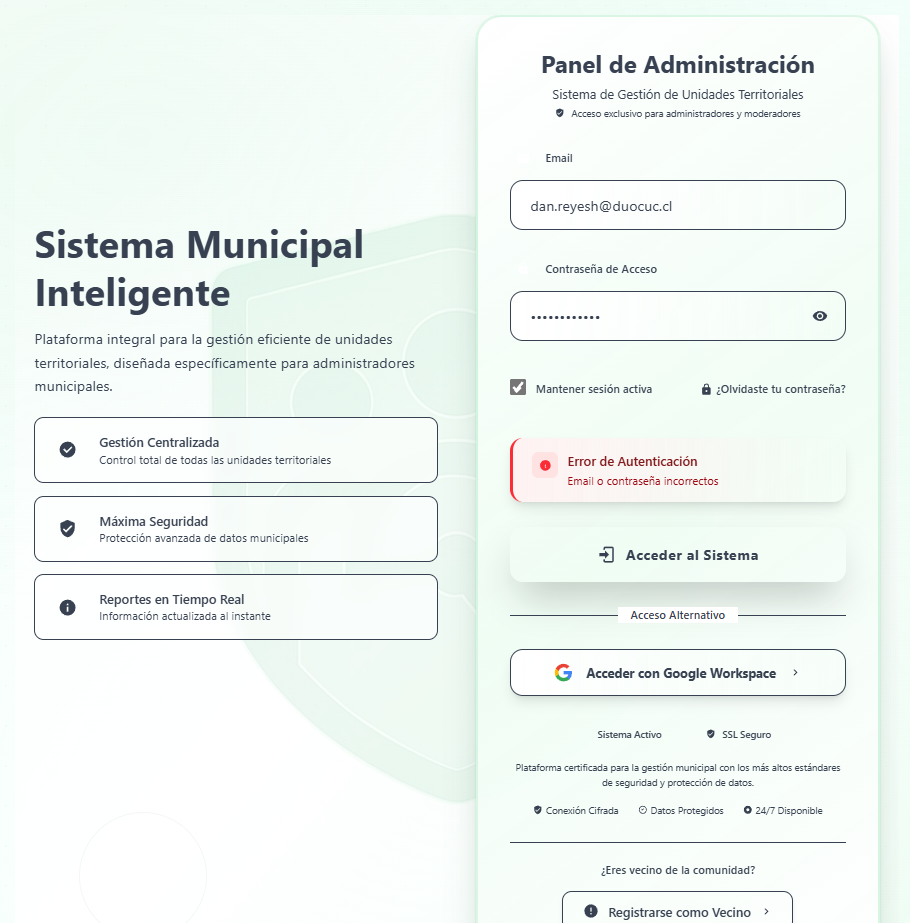 Sistema Municipal
Inteligente
Plataforma integral para la gestión eficiente de unidades
territoriales, diseñada específicamente para administradores
municipales.
Gestión Centralizada
Control total de todas las unidades territoriales
Máxima Seguridad
Protección avanzada de datos municipales
Reportes en Tiempo Real
Información actualizada al instante
Panel de Administración
Sistema de Gestión de Unidades Territoriales
Acceso exclusivo para administradores y moderadores
Email
dan.reyesh@duocuc.cl
Contraseña de Acceso
••••••••••••
Mantener sesión activa
¿Olvidaste tu contraseña?
Error de Autenticación
Email o contraseña incorrectos
Acceder al Sistema
Acceso Alternativo
Acceder con Google Workspace
Sistema Activo
SSL Seguro
Plataforma certificada para la gestión municipal con los más altos estándares
de seguridad y protección de datos.
Conexión Cifrada
Datos Protegidos
24/7 Disponible
¿Eres vecino de la comunidad?
Registrarse como Vecino